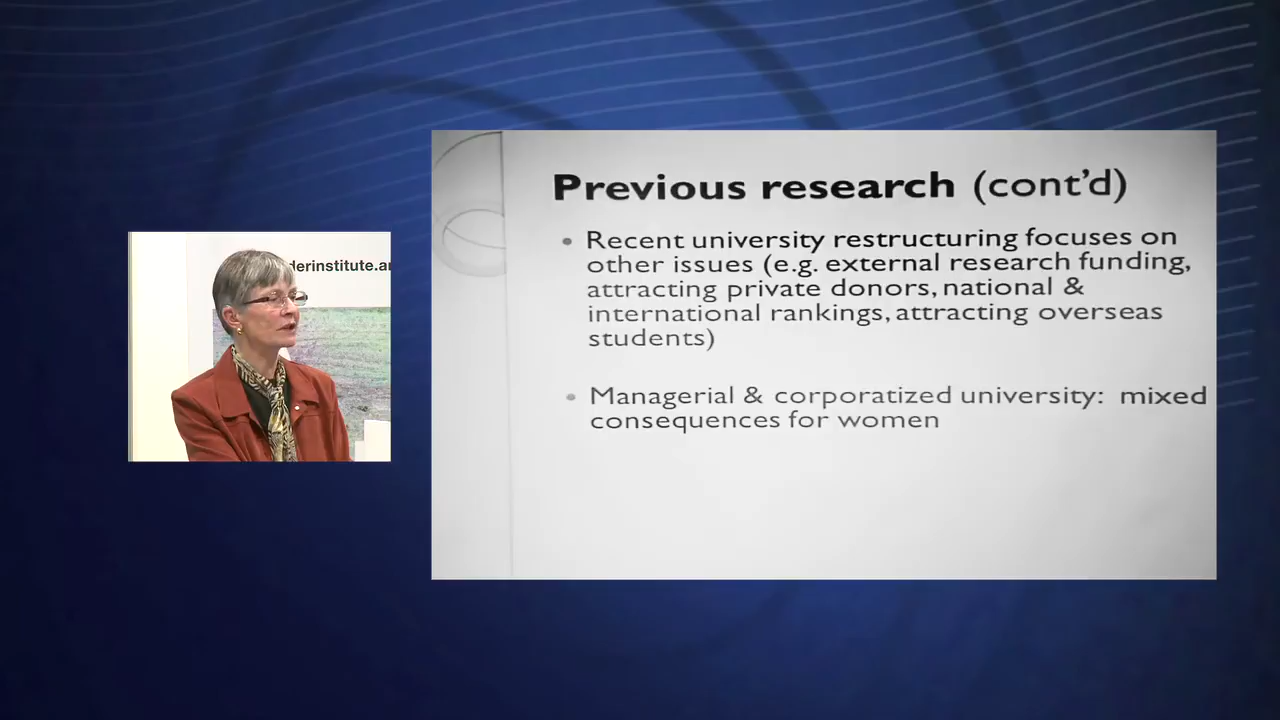 derinstitute.an
Previous research (cont'd)
• Recent university restructuring focuses on
other issues (e.g. external research funding,
attracting private donors, national &
international rankings, attracting overseas
students)
• Managerial & corporatized university: mixed
consequences for women